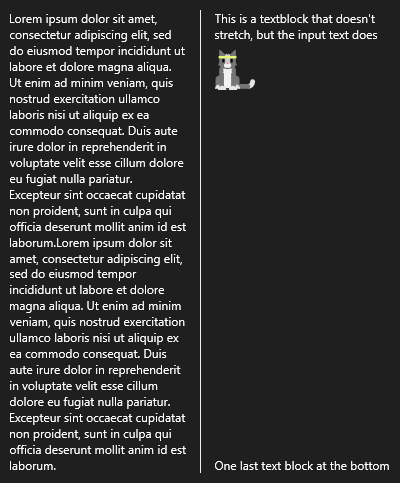 Lorem ipsum dolor sit amet,
consectetur adipiscing elit, sed
do eiusmod tempor incididunt ut
labore et dolore magna aliqua.
Ut enim ad minim veniam, quis
nostrud exercitation ullamco
laboris nisi ut aliquip ex ea
commodo consequat. Duis aute
irure dolor in reprehenderit in
voluptate velit esse cillum dolore
eu fugiat nulla pariatur.
Excepteur sint occaecat cupidatat
non proident, sunt in culpa qui
officia deserunt mollit anim id est
laborum.Lorem ipsum dolor sit
amet, consectetur adipiscing elit,
sed do eiusmod tempor
incididunt ut labore et dolore
magna aliqua. Ut enim ad minim
veniam, quis nostrud exercitation
ullamco laboris nisi ut aliquip ex
ea commodo consequat. Duis
aute irure dolor in reprehenderit
in voluptate velit esse cillum
dolore eu fugiat nulla pariatur.
Excepteur sint occaecat cupidatat
non proident, sunt in culpa qui
officia deserunt mollit anim id est
laborum.
This is a textblock that doesn't
stretch, but the input text does
One last text block at the bottom